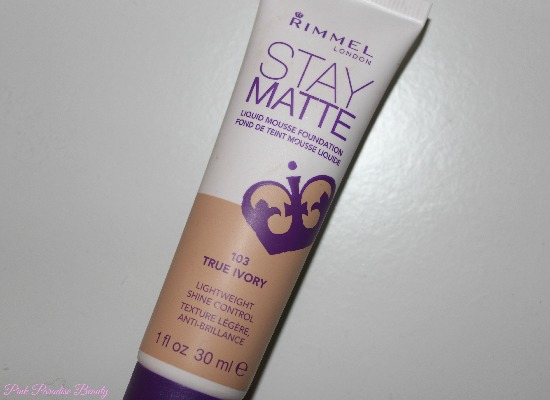 RIMMEL
LONDON
STAY
MATTE
LIQUID MOUSSE FOUNDATION
FOND DE TEINT MOUSSE LIQUIDE
103
TRUE IVORY
LIGHTWEIGHT
SHINE CONTROL
TEXTURE LÉGÈRE,
ANTI-BRILLANCE
1 fl oz 30 ml e
Pink Paradise Beauty